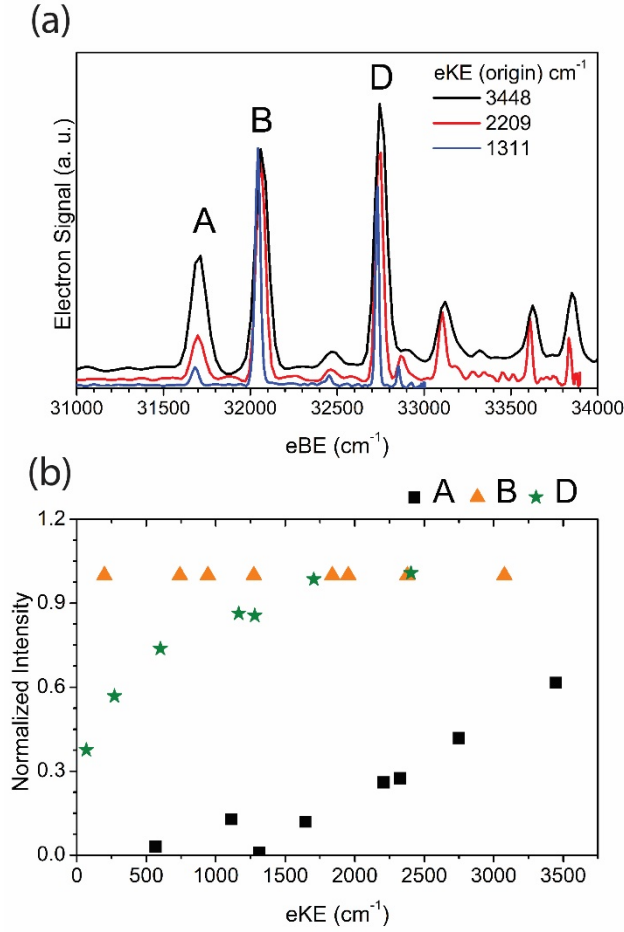 (a)
A
B
D
eKE (origin) cm⁻¹
3448
2209
1311
Electron Signal (a. u.)
31000 31500 32000 32500 33000 33500 34000
eBE (cm⁻¹)
(b)
A B D
1.2
0.9
0.6
0.3
0.0
Normalized Intensity
0 500 1000 1500 2000 2500 3000 3500
eKE (cm⁻¹)